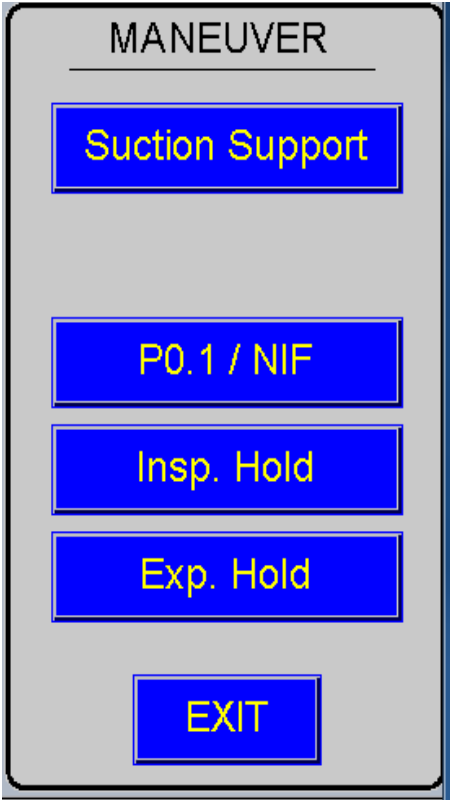 MANEUVER
Suction Support
P0.1 / NIF
Insp. Hold
Exp. Hold
EXIT